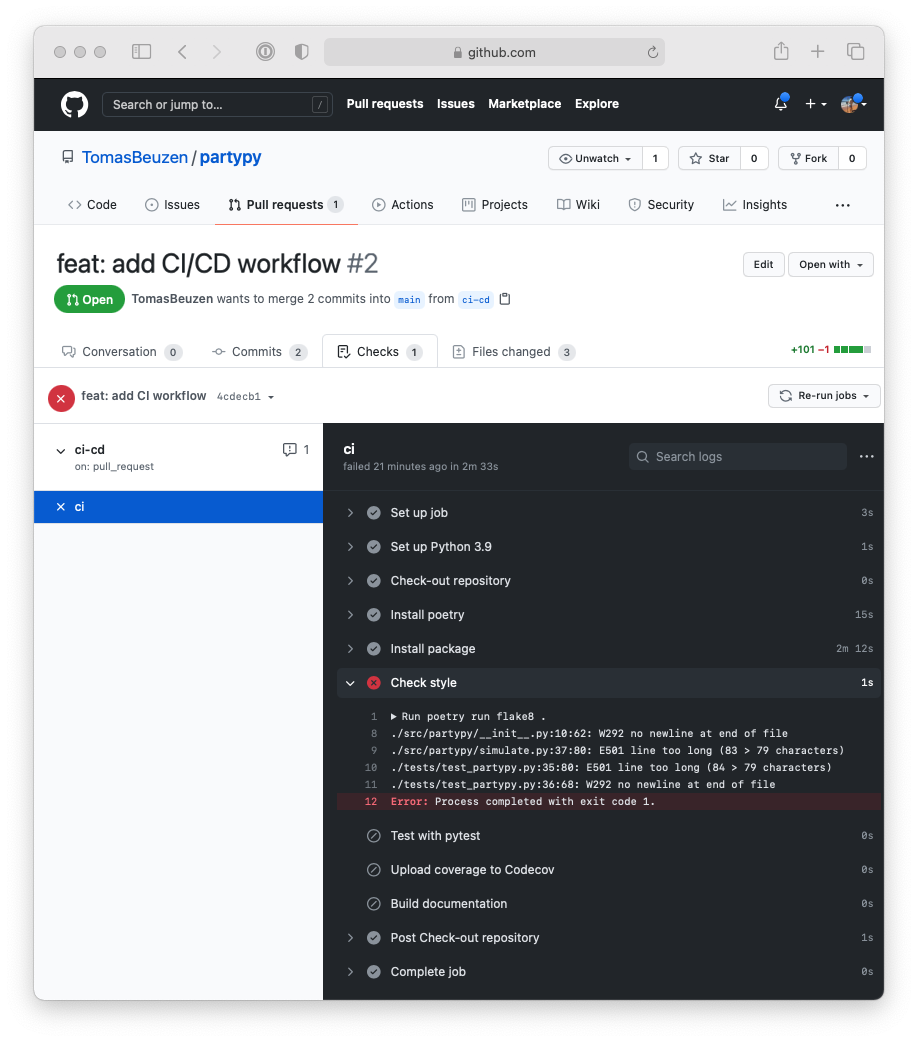 github.com
Search or jump to... /
Pull requests Issues Marketplace Explore
TomasBeuzen / partypy
Unwatch 1 Star 0 Fork 0
Code Issues Pull requests 1 Actions Projects Wiki Security Insights ...
feat: add CI/CD workflow #2
Edit Open with
Open TomasBeuzen wants to merge 2 commits into main from ci-cd
Conversation 0 Commits 2 Checks 1 Files changed 3 +101 −1
feat: add CI workflow 4cdecb1 Re-run jobs
ci-cd 1
on: pull_request
ci
ci
failed 21 minutes ago in 2m 33s
Search logs ...
Set up job 3s
Set up Python 3.9 1s
Check-out repository 0s
Install poetry 15s
Install package 2m 12s
Check style 1s
1 Run poetry run flake8 .
8 ./src/partypy/__init__.py:10:62: W292 no newline at end of file
9 ./src/partypy/simulate.py:37:80: E501 line too long (83 > 79 characters)
10 ./tests/test_partypy.py:35:80: E501 line too long (84 > 79 characters)
11 ./tests/test_partypy.py:36:68: W292 no newline at end of file
12 Error: Process completed with exit code 1.
Test with pytest 0s
Upload coverage to Codecov 0s
Build documentation 0s
Post Check-out repository 1s
Complete job 0s